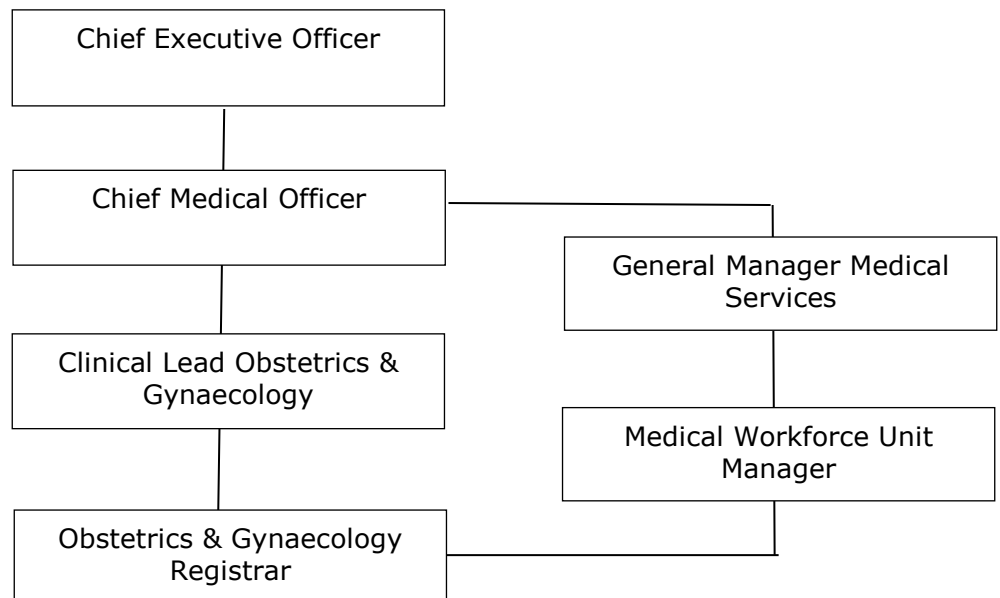 Chief Executive Officer
Chief Medical Officer
General Manager Medical
Services
Clinical Lead Obstetrics &
Gynaecology
Medical Workforce Unit
Manager
Obstetrics & Gynaecology
Registrar